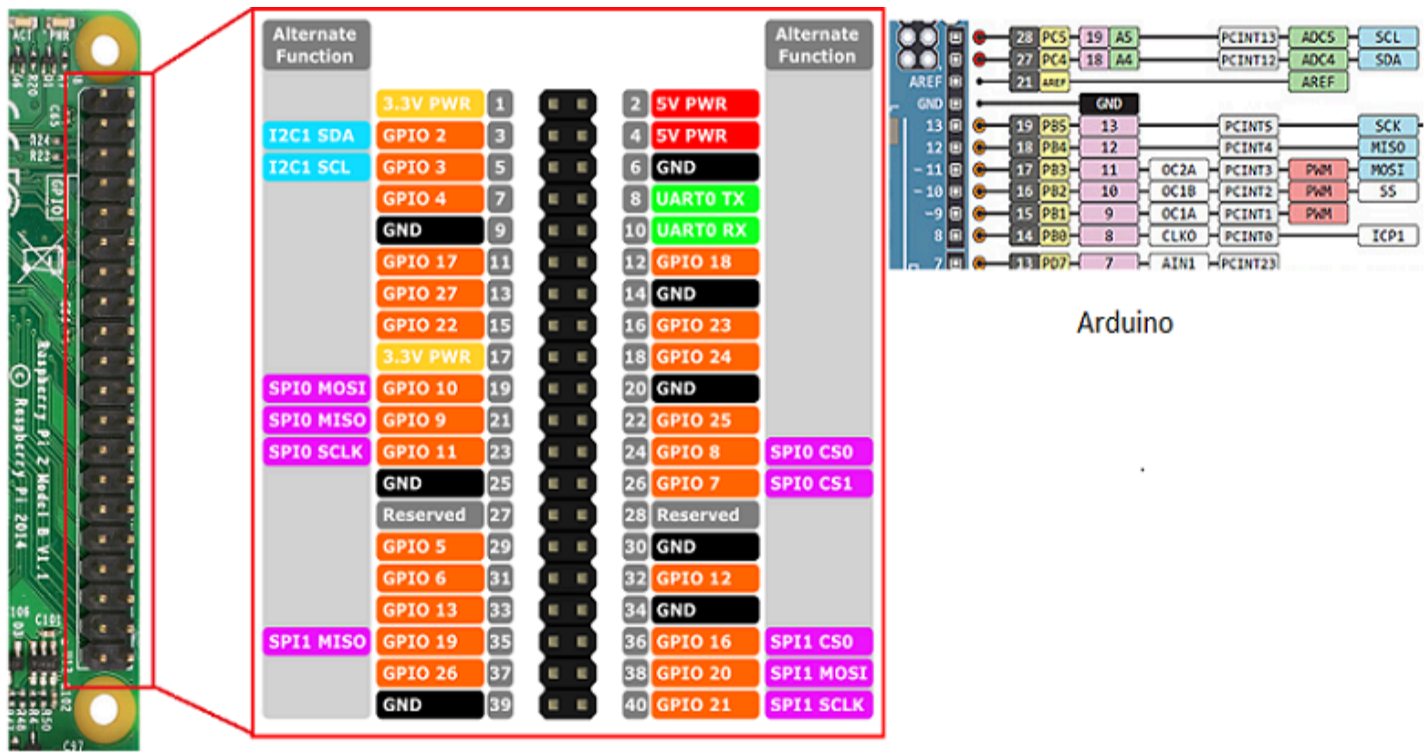 ACT PWR
GPIO
Raspberry Pi 2 Model B V1.1
© Raspberry Pi 2014
Alternate Function
Alternate Function
3.3V PWR 1 2 5V PWR
I2C1 SDA GPIO 2 3 4 5V PWR
I2C1 SCL GPIO 3 5 6 GND
GPIO 4 7 8 UART0 TX
GND 9 10 UART0 RX
GPIO 17 11 12 GPIO 18
GPIO 27 13 14 GND
GPIO 22 15 16 GPIO 23
3.3V PWR 17 18 GPIO 24
SPI0 MOSI GPIO 10 19 20 GND
SPI0 MISO GPIO 9 21 22 GPIO 25
SPI0 SCLK GPIO 11 23 24 GPIO 8 SPI0 CS0
GND 25 26 GPIO 7 SPI0 CS1
Reserved 27 28 Reserved
GPIO 5 29 30 GND
GPIO 6 31 32 GPIO 12
GPIO 13 33 34 GND
SPI1 MISO GPIO 19 35 36 GPIO 16 SPI1 CS0
GPIO 26 37 38 GPIO 20 SPI1 MOSI
GND 39 40 GPIO 21 SPI1 SCLK
28 PC5 19 A5 PCINT13 ADC5 SCL
27 PC4 18 A4 PCINT12 ADC4 SDA
AREF 21 AREF AREF
GND GND
13 19 PB5 13 PCINT5 SCK
12 18 PB4 12 PCINT4 MISO
~11 17 PB3 11 OC2A PCINT3 PWM MOSI
~10 16 PB2 10 OC1B PCINT2 PWM SS
~9 15 PB1 9 OC1A PCINT1 PWM
8 14 PB0 8 CLKO PCINT0 ICP1
7 13 PD7 7 AIN1 PCINT23
Arduino